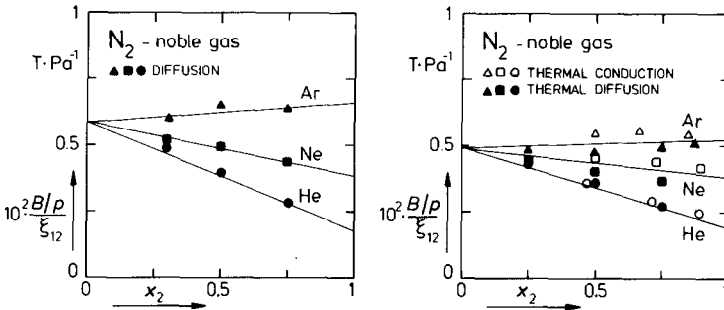 1
N₂ - noble gas
T·Pa⁻¹
▲ ■ ● DIFFUSION
Ar
0.5
Ne
He
10²·B/p
ξ₁₂
0
0 0.5 1
x₂
1
N₂ - noble gas
T·Pa⁻¹
△ □ ○ THERMAL CONDUCTION
▲ ■ ● THERMAL DIFFUSION
Ar
0.5
Ne
He
10²·B/p
ξ₁₂
0
0 0.5 1
x₂